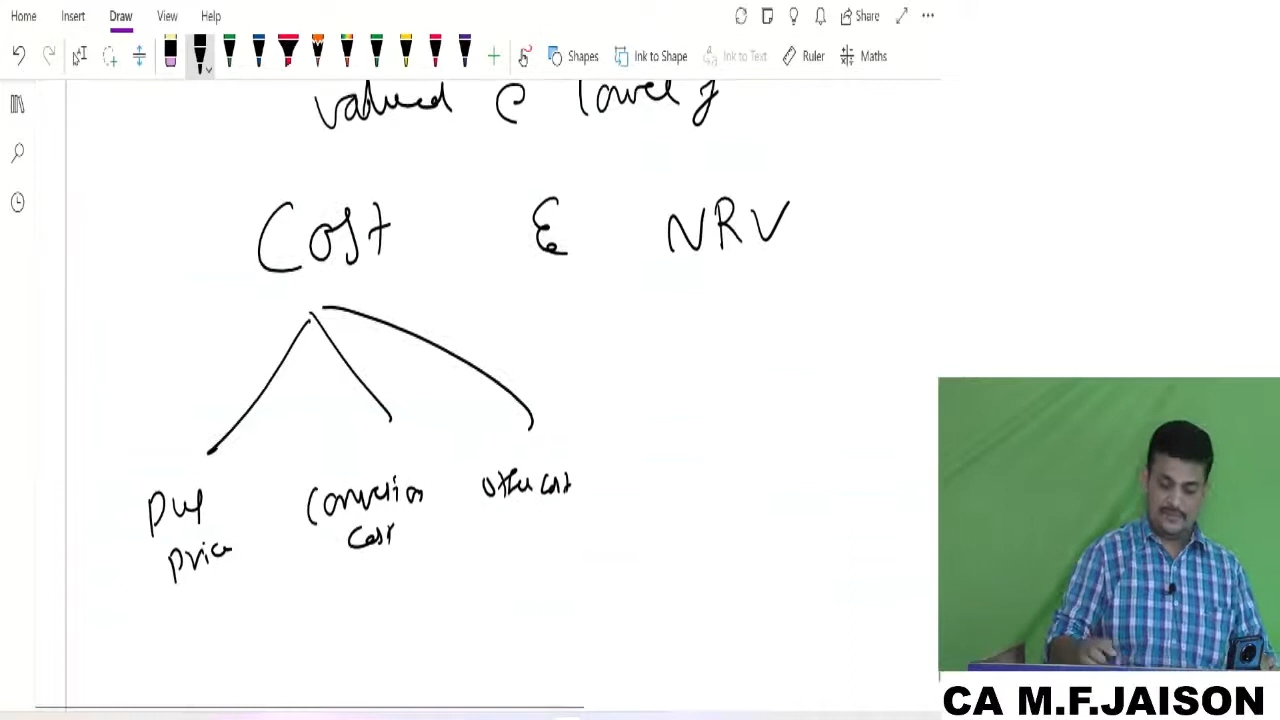 Home Insert Draw View Help Share
Shapes Ink to Shape Ink to Text Ruler Maths
valued @ lower of
Cost & NRV
Pur Conversion other cost
Price Cost
CA M.F.JAISON